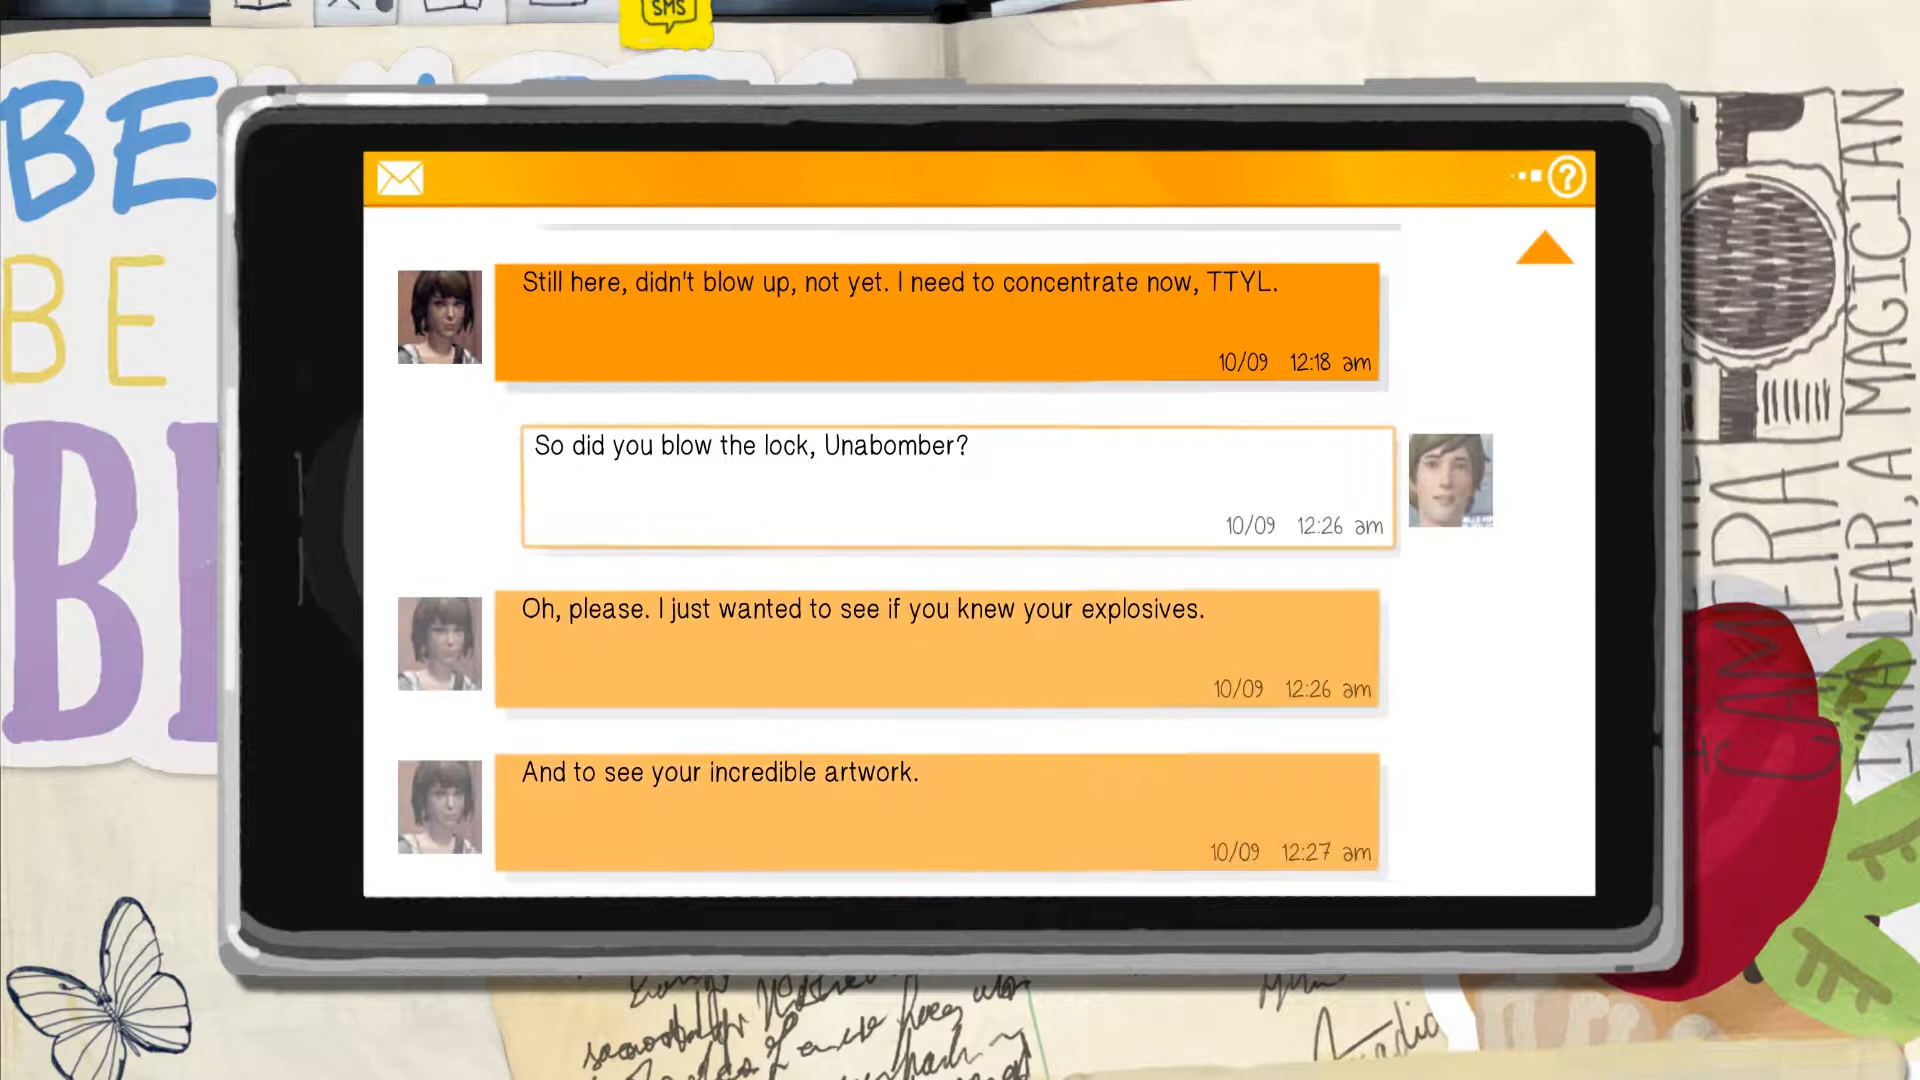 SMS
BE
BE
?
Still here, didn't blow up, not yet. I need to concentrate now, TTYL.
10/09 12:18 am
So did you blow the lock, Unabomber?
10/09 12:26 am
Oh, please. I just wanted to see if you knew your explosives.
10/09 12:26 am
And to see your incredible artwork.
10/09 12:27 am
CAMERA
LIAR, A MAGICIAN